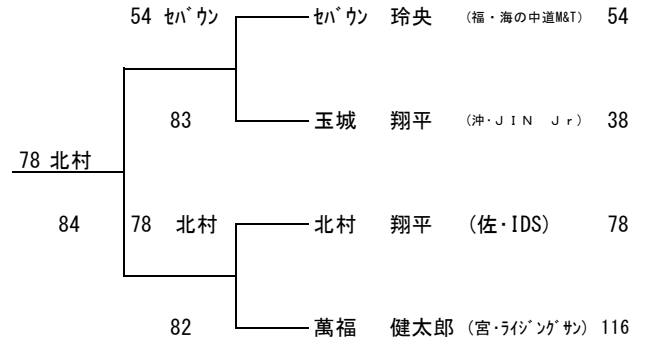 54 ｾﾊﾞｳﾝ ｾﾊﾞｳﾝ 玲央 (福・海の中道M&T) 54
83 玉城 翔平 (沖・ＪＩＮ Ｊｒ) 38
78 北村
84 78 北村 北村 翔平 (佐・IDS) 78
82 萬福 健太郎 (宮・ﾗｲｼﾞﾝｸﾞｻﾝ) 116